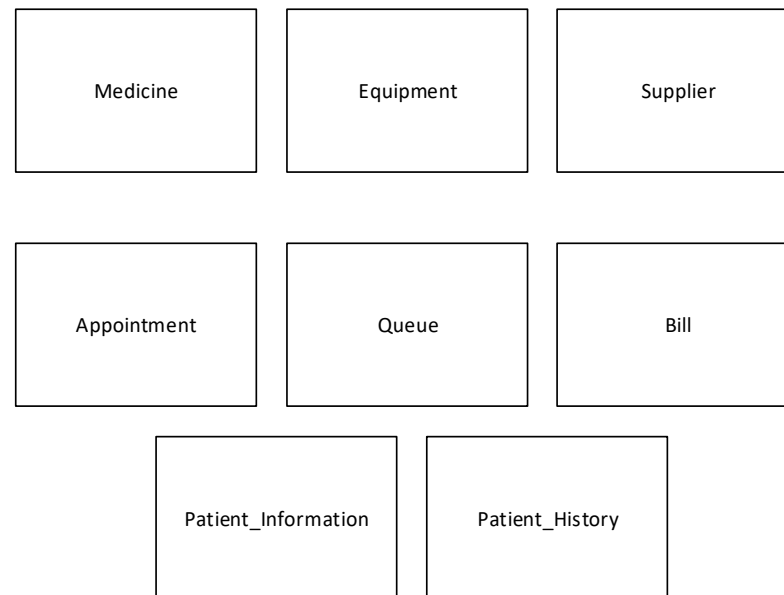 Medicine
Equipment
Supplier
Appointment
Queue
Bill
Patient_Information
Patient_History